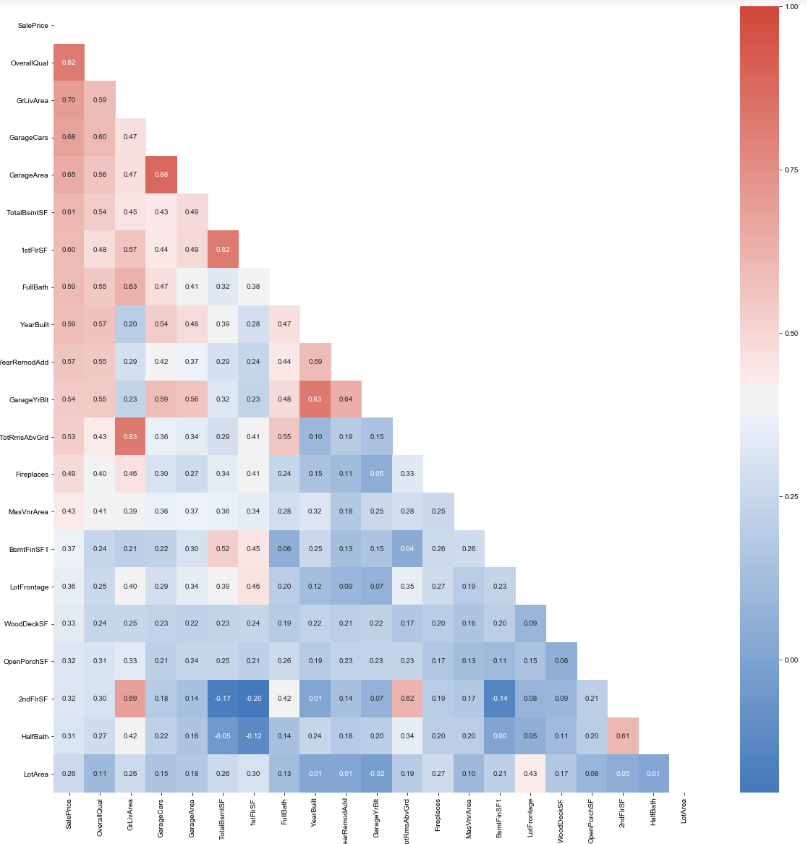 SalePrice
OverallQual 0.82
GrLivArea 0.70 0.59
GarageCars 0.68 0.60 0.47
GarageArea 0.65 0.56 0.47 0.88
TotalBsmtSF 0.61 0.54 0.45 0.43 0.49
1stFlrSF 0.60 0.48 0.57 0.44 0.49 0.82
FullBath 0.59 0.55 0.63 0.47 0.41 0.32 0.38
YearBuilt 0.59 0.57 0.20 0.54 0.48 0.39 0.28 0.47
YearRemodAdd 0.57 0.55 0.29 0.42 0.37 0.29 0.24 0.44 0.59
GarageYrBlt 0.54 0.55 0.23 0.59 0.56 0.32 0.23 0.48 0.83 0.64
TotRmsAbvGrd 0.53 0.43 0.83 0.36 0.34 0.29 0.41 0.55 0.10 0.19 0.15
Fireplaces 0.49 0.40 0.46 0.30 0.27 0.34 0.41 0.24 0.15 0.11 0.05 0.33
MasVnrArea 0.43 0.41 0.39 0.36 0.37 0.36 0.34 0.28 0.32 0.18 0.25 0.28 0.25
BsmtFinSF1 0.37 0.24 0.21 0.22 0.30 0.52 0.45 0.06 0.25 0.13 0.15 0.04 0.26 0.26
LotFrontage 0.36 0.25 0.40 0.29 0.34 0.39 0.46 0.20 0.12 0.09 0.07 0.35 0.27 0.19 0.23
WoodDeckSF 0.33 0.24 0.25 0.23 0.22 0.23 0.24 0.19 0.22 0.21 0.22 0.17 0.20 0.16 0.20 0.09
OpenPorchSF 0.32 0.31 0.33 0.21 0.24 0.25 0.21 0.26 0.19 0.23 0.23 0.23 0.17 0.13 0.11 0.15 0.06
2ndFlrSF 0.32 0.30 0.69 0.18 0.14 -0.17 -0.20 0.42 0.01 0.14 0.07 0.62 0.19 0.17 -0.14 0.08 0.09 0.21
HalfBath 0.31 0.27 0.42 0.22 0.16 -0.05 -0.12 0.14 0.24 0.18 0.20 0.34 0.20 0.20 0.00 0.05 0.11 0.20 0.61
LotArea 0.26 0.11 0.26 0.15 0.18 0.26 0.30 0.13 0.01 0.01 -0.02 0.19 0.27 0.10 0.21 0.43 0.17 0.08 0.05 0.01
SalePrice
OverallQual
GrLivArea
GarageCars
GarageArea
TotalBsmtSF
1stFlrSF
FullBath
YearBuilt
earRemodAdd
GarageYrBlt
otRmsAbvGrd
Fireplaces
MasVnrArea
BsmtFinSF1
LotFrontage
WoodDeckSF
OpenPorchSF
2ndFlrSF
HalfBath
LotArea
1.00
0.75
0.50
0.25
0.00